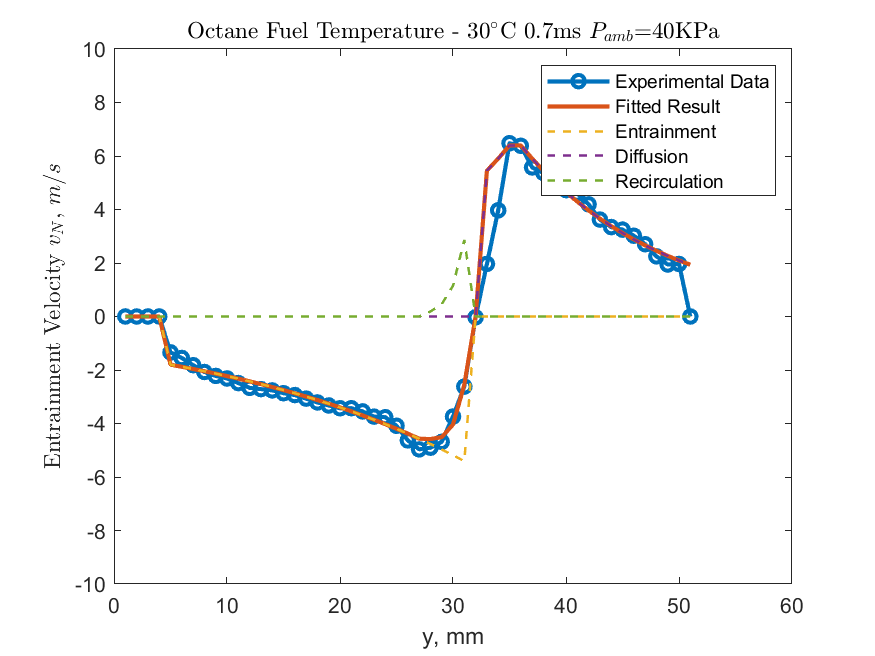 Octane Fuel Temperature - 30°C 0.7ms P_amb=40KPa
Experimental Data
Fitted Result
Entrainment
Diffusion
Recirculation
Entrainment Velocity v_N, m/s
10
8
6
4
2
0
-2
-4
-6
-8
-10
0 10 20 30 40 50 60
y, mm